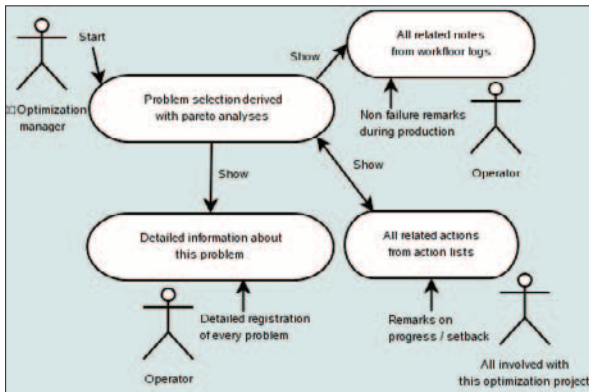 Start
All related notes
from workfloor logs
Show
□□Optimization
manager
Problem selection derived
with pareto analyses
Non failure remarks
during production
Operator
Show
Show
Detailed information about
this problem
All related actions
from action lists
Detailed registration
of every problem
Operator
Remarks on
progress / setback
All involved with
this optimization project